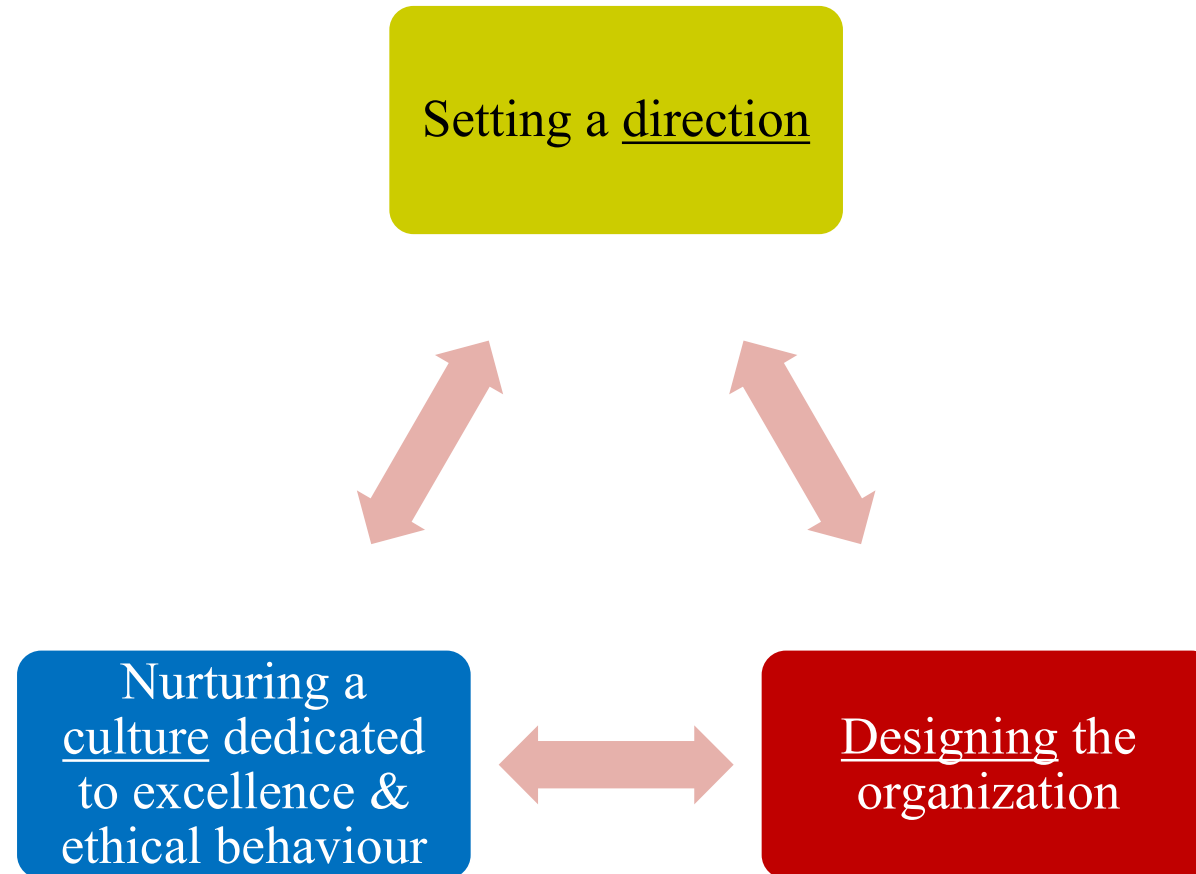 Setting a direction
Nurturing a
culture dedicated
to excellence &
ethical behaviour
Designing the
organization